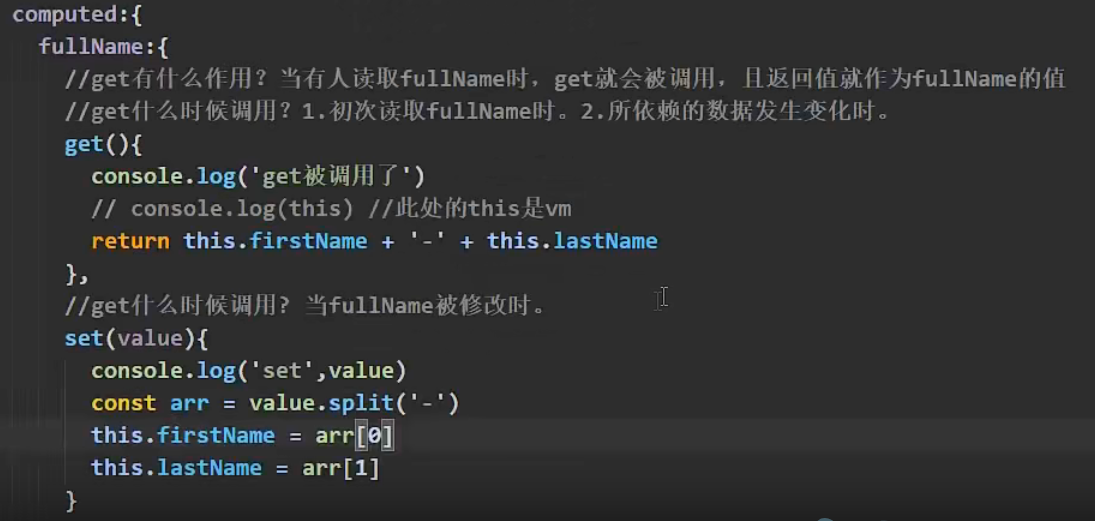 computed:{
fullName:{
//get有什么作用？当有人读取fullName时，get就会被调用，且返回值就作为fullName的值
//get什么时候调用？1.初次读取fullName时。2.所依赖的数据发生变化时。
get(){
console.log('get被调用了')
// console.log(this) //此处的this是vm
return this.firstName + '-' + this.lastName
},
//get什么时候调用? 当fullName被修改时。
set(value){
console.log('set',value)
const arr = value.split('-')
this.firstName = arr[0]
this.lastName = arr[1]
}